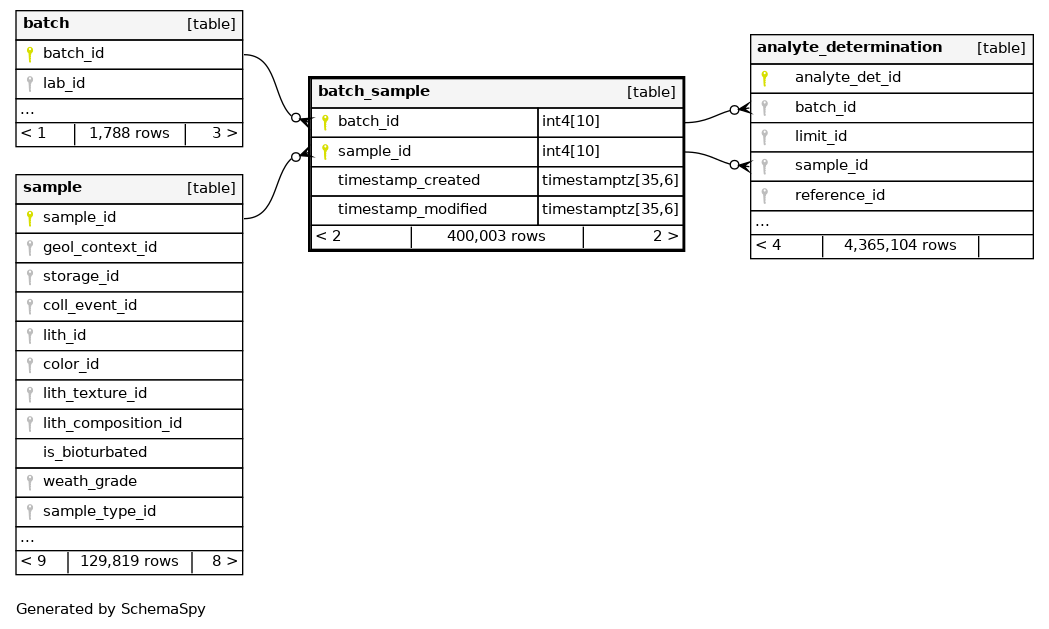 batch [table]
batch_id
lab_id
...
< 1 1,788 rows 3 >
sample [table]
sample_id
geol_context_id
storage_id
coll_event_id
lith_id
color_id
lith_texture_id
lith_composition_id
is_bioturbated
weath_grade
sample_type_id
...
< 9 129,819 rows 8 >
batch_sample [table]
batch_id int4[10]
sample_id int4[10]
timestamp_created timestamptz[35,6]
timestamp_modified timestamptz[35,6]
< 2 400,003 rows 2 >
analyte_determination [table]
analyte_det_id
batch_id
limit_id
sample_id
reference_id
...
< 4 4,365,104 rows
Generated by SchemaSpy